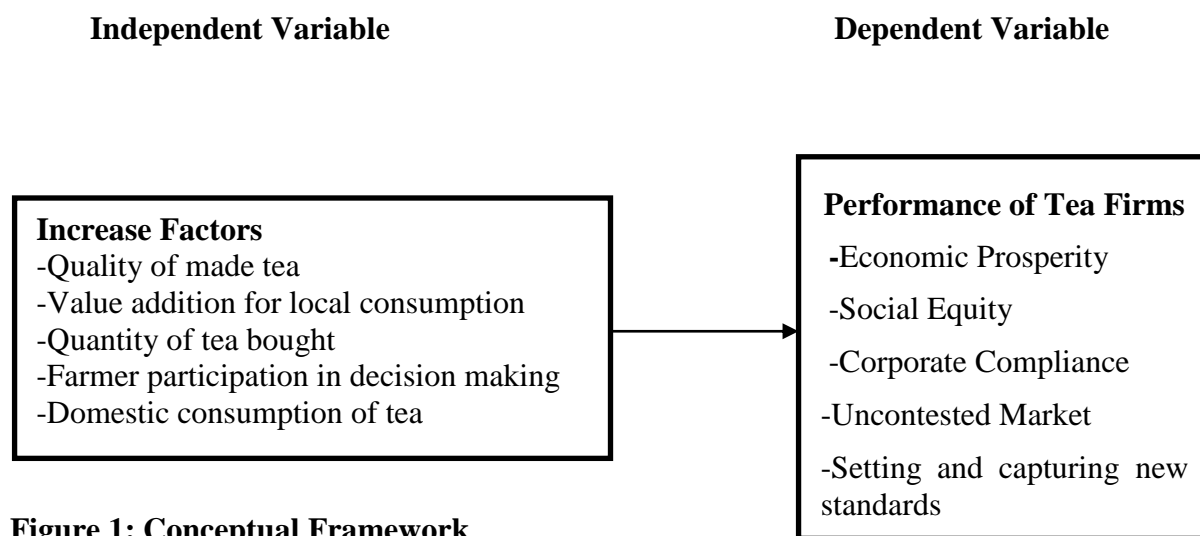 Independent Variable
Dependent Variable
Increase Factors
-Quality of made tea
-Value addition for local consumption
-Quantity of tea bought
-Farmer participation in decision making
-Domestic consumption of tea
Performance of Tea Firms
-Economic Prosperity
-Social Equity
-Corporate Compliance
-Uncontested Market
-Setting and capturing new
standards
Figure 1: Conceptual Framework